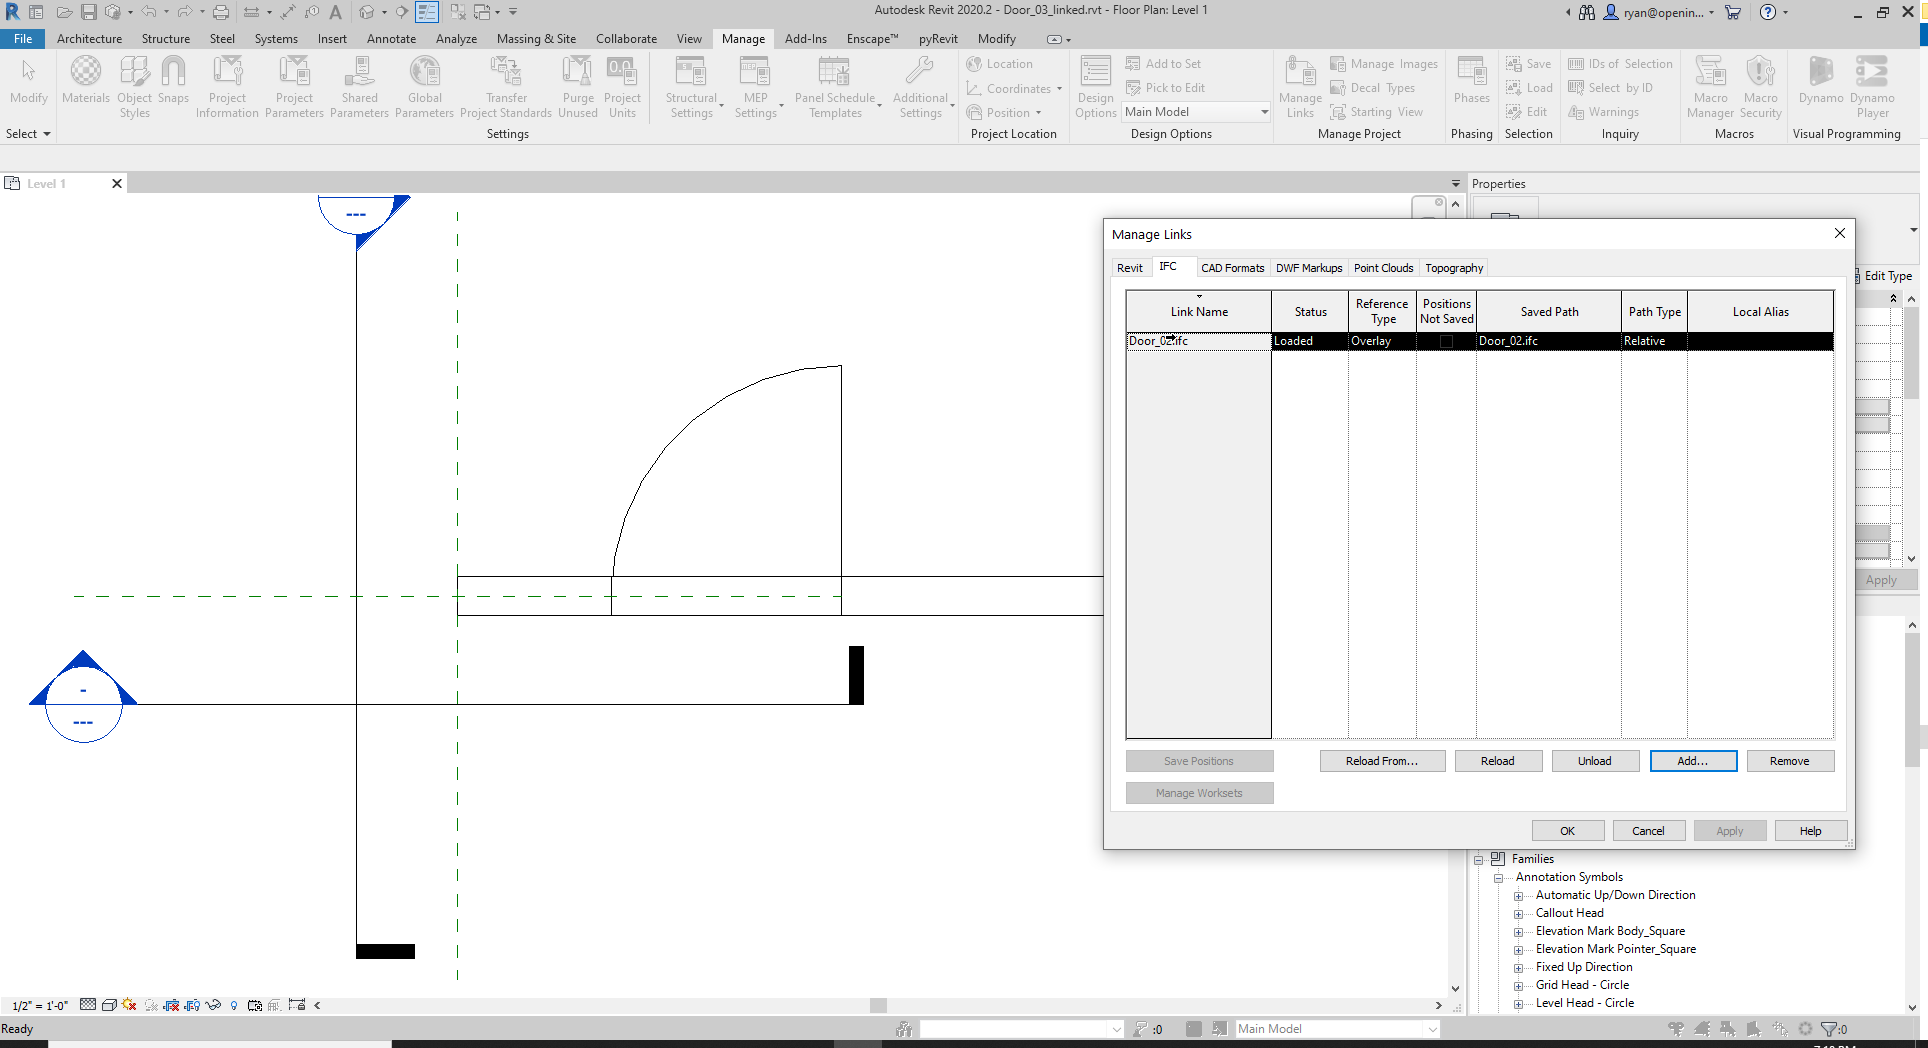 Autodesk Revit 2020.2 - Door_03_linked.rvt - Floor Plan: Level 1
ryan@openin...
File Architecture Structure Steel Systems Insert Annotate Analyze Massing & Site Collaborate View Manage Add-Ins Enscape™ pyRevit Modify
Modify
Materials
Object Styles
Snaps
Project Information
Project Parameters
Shared Parameters
Global Parameters
Transfer Project Standards
Purge Unused
Project Units
Structural Settings
MEP Settings
Panel Schedule Templates
Additional Settings
Location
Coordinates
Position
Design Options
Add to Set
Pick to Edit
Main Model
Manage Links
Manage Images
Decal Types
Starting View
Phases
Save
Load
Edit
IDs of Selection
Select by ID
Warnings
Macro Manager
Macro Security
Dynamo
Dynamo Player
Select
Settings
Project Location
Design Options
Manage Project
Phasing
Selection
Inquiry
Macros
Visual Programming
Level 1
Properties
---
-
---
Edit Type
Apply
Manage Links
Revit IFC CAD Formats DWF Markups Point Clouds Topography
Link Name
Status
Reference Type
Positions Not Saved
Saved Path
Path Type
Local Alias
Door_02.ifc Loaded Overlay Door_02.ifc Relative
Save Positions Reload From... Reload Unload Add... Remove
Manage Worksets
OK Cancel Apply Help
Families
Annotation Symbols
Automatic Up/Down Direction
Callout Head
Elevation Mark Body_Square
Elevation Mark Pointer_Square
Fixed Up Direction
Grid Head - Circle
Level Head - Circle
1/2" = 1'-0"
Ready
:0
Main Model
:0